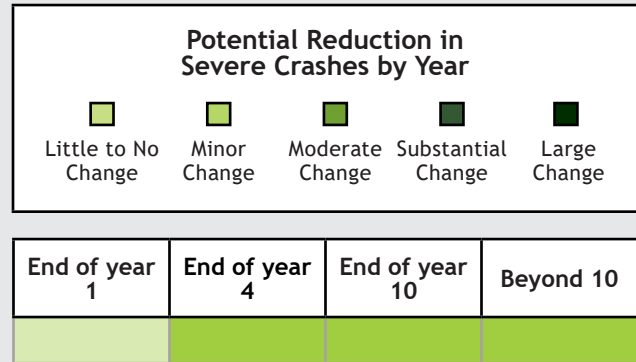 Potential Reduction in
Severe Crashes by Year
Little to No
Change
Minor
Change
Moderate
Change
Substantial
Change
Large
Change
End of year
1
End of year
4
End of year
10
Beyond 10